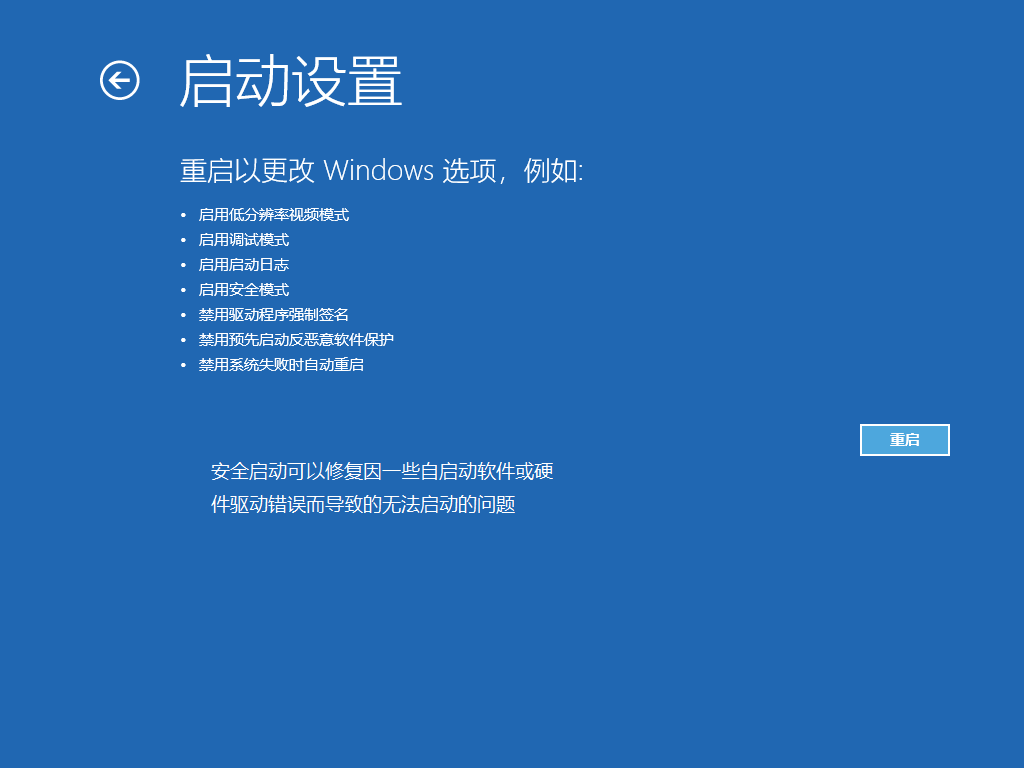 启动设置
重启以更改 Windows 选项，例如:
• 启用低分辨率视频模式
• 启用调试模式
• 启用启动日志
• 启用安全模式
• 禁用驱动程序强制签名
• 禁用预先启动反恶意软件保护
• 禁用系统失败时自动重启
重启
安全启动可以修复因一些自启动软件或硬
件驱动错误而导致的无法启动的问题